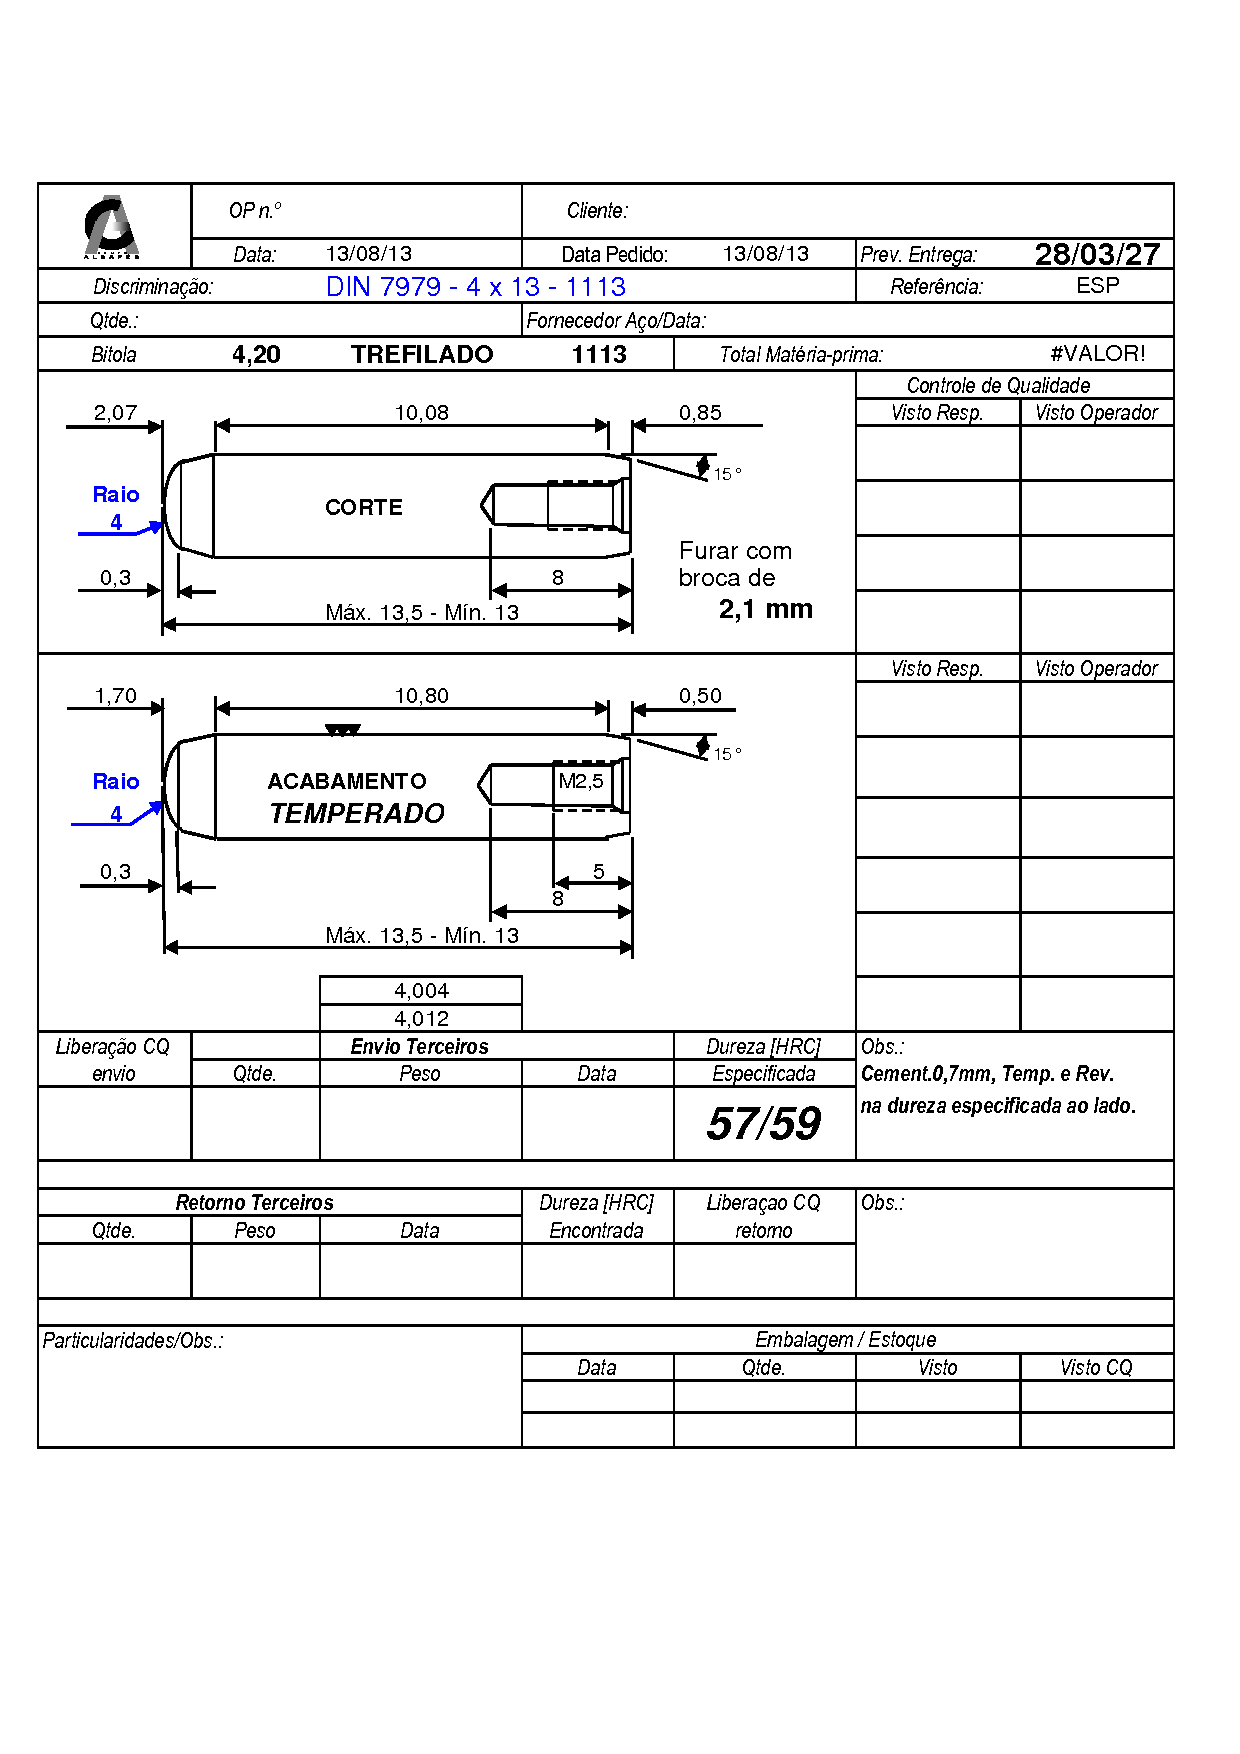 ALBAPEB
OP n.º
Cliente:
Data: 13/08/13 Data Pedido: 13/08/13 Prev. Entrega: 28/03/27
Discriminação: DIN 7979 - 4 x 13 - 1113 Referência: ESP
Qtde.: Fornecedor Aço/Data:
Bitola 4,20 TREFILADO 1113 Total Matéria-prima: #VALOR!
Controle de Qualidade
Visto Resp. Visto Operador
2,07 10,08 0,85
15°
Raio
4
CORTE
Furar com
broca de
2,1 mm
0,3 8
Máx. 13,5 - Mín. 13
Visto Resp. Visto Operador
1,70 10,80 0,50
15°
Raio
4
ACABAMENTO
TEMPERADO
M2,5
0,3 5
8
Máx. 13,5 - Mín. 13
4,004
4,012
Liberação CQ
envio
Envio Terceiros
Qtde. Peso Data
Dureza [HRC]
Especificada
57/59
Obs.:
Cement.0,7mm, Temp. e Rev.
na dureza especificada ao lado.
Retorno Terceiros
Qtde. Peso Data
Dureza [HRC]
Encontrada
Liberaçao CQ
retorno
Obs.:
Particularidades/Obs.:
Embalagem / Estoque
Data Qtde. Visto Visto CQ